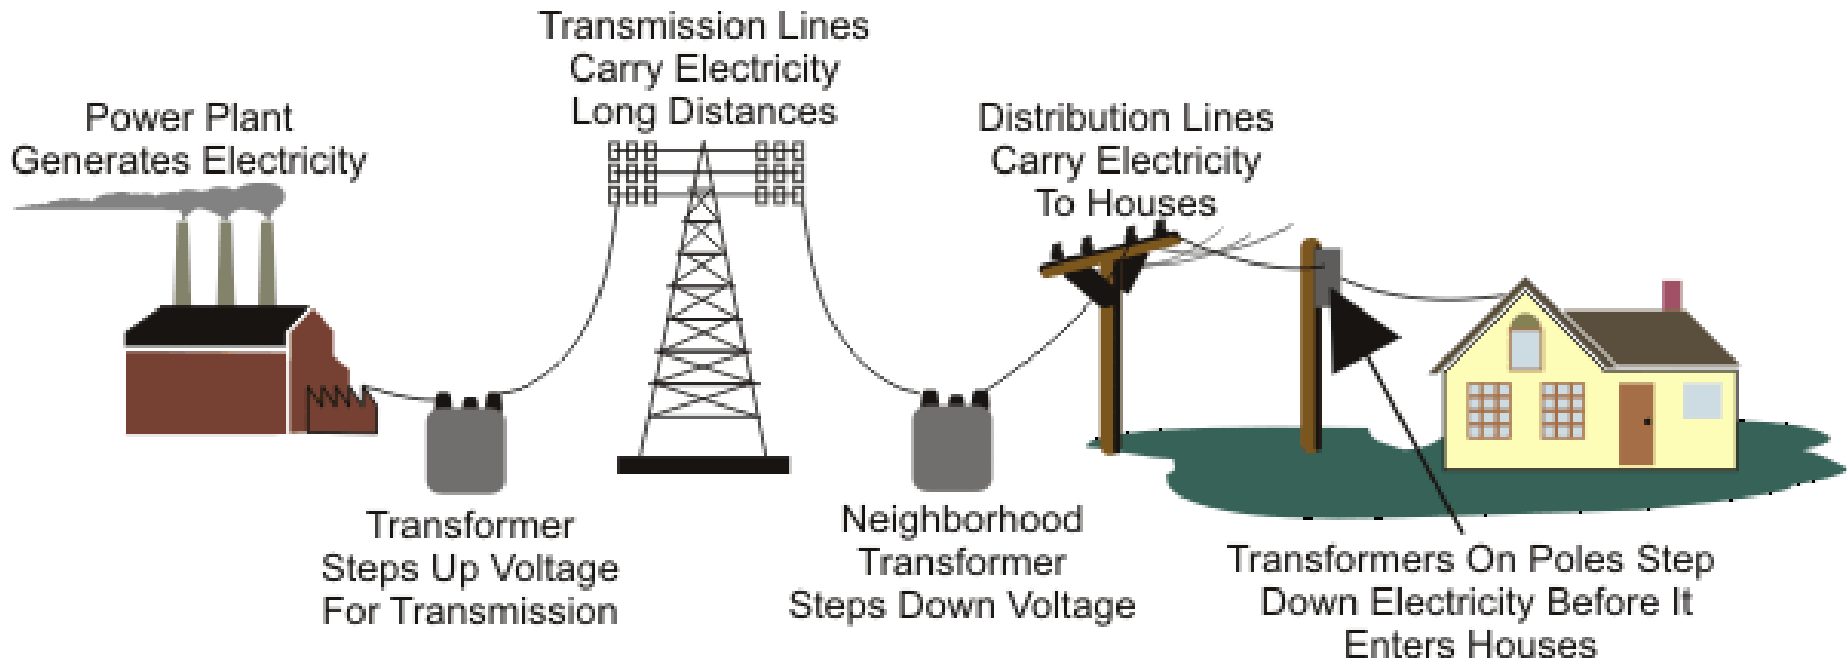 Power Plant
Generates Electricity
Transformer
Steps Up Voltage
For Transmission
Transmission Lines
Carry Electricity
Long Distances
Neighborhood
Transformer
Steps Down Voltage
Distribution Lines
Carry Electricity
To Houses
Transformers On Poles Step
Down Electricity Before It
Enters Houses